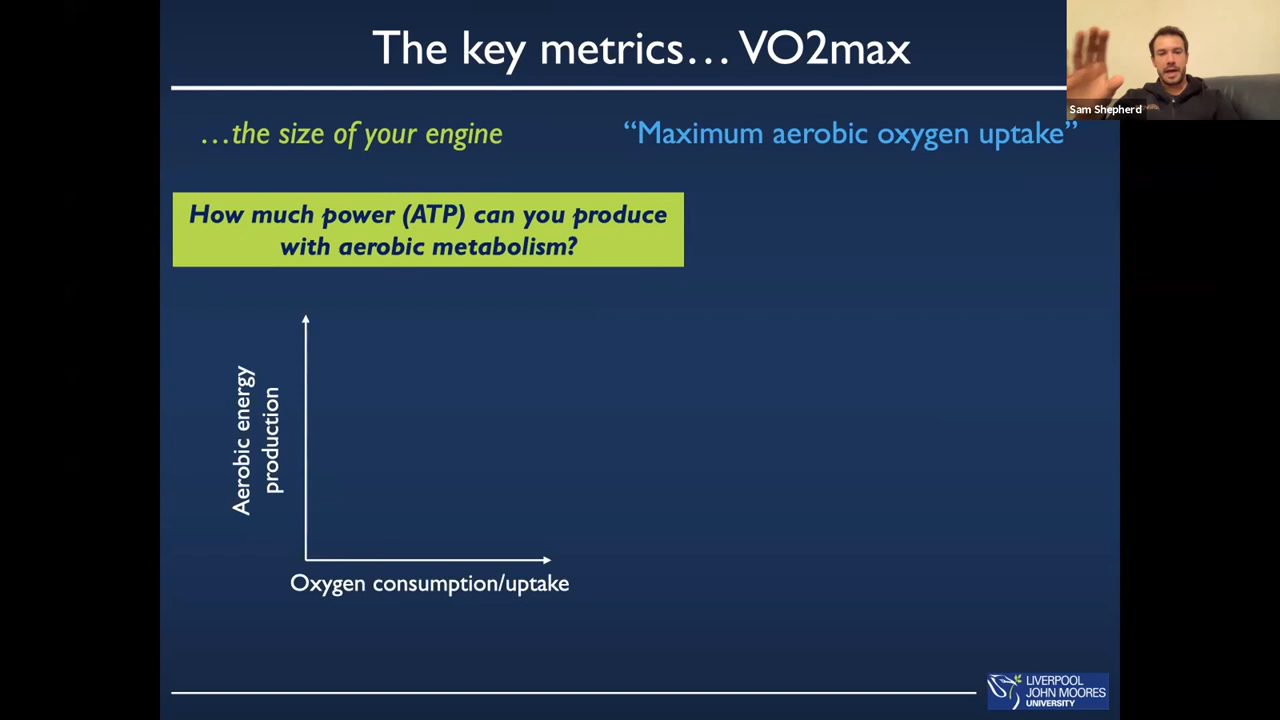 The key metrics… VO2max
Sam Shepherd
…the size of your engine
“Maximum aerobic oxygen uptake”
How much power (ATP) can you produce
with aerobic metabolism?
Aerobic energy
production
Oxygen consumption/uptake
LIVERPOOL
JOHN MOORES
UNIVERSITY